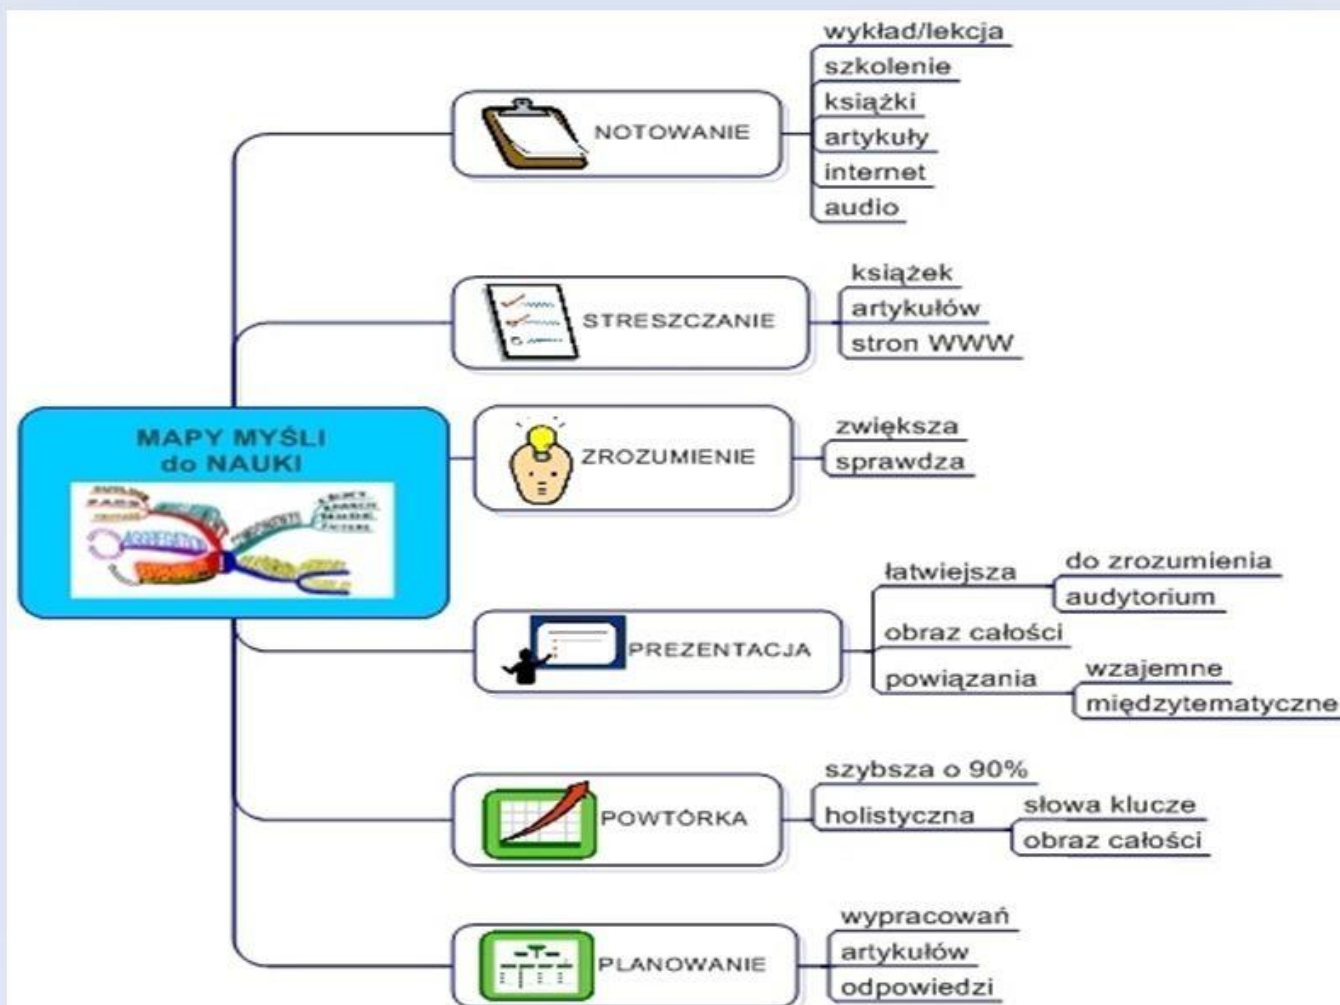 wykład/lekcja
szkolenie
książki
artykuły
internet
audio
NOTOWANIE
książek
artykułów
stron WWW
STRESZCZANIE
MAPY MYŚLI
do NAUKI
zwiększa
sprawdza
ZROZUMIENIE
łatwiejsza
do zrozumienia
audytorium
obraz całości
powiązania
wzajemne
międzytematyczne
PREZENTACJA
szybsza o 90%
holistyczna
słowa klucze
obraz całości
POWTÓRKA
wypracowań
artykułów
odpowiedzi
PLANOWANIE
AGGREGATION